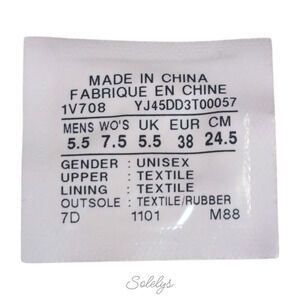 MADE IN CHINA
FABRIQUE EN CHINE
1V708 YJ45DD3T00057
MENS WO'S UK EUR CM
5.5 7.5 5.5 38 24.5
GENDER : UNISEX
UPPER : TEXTILE
LINING : TEXTILE
OUTSOLE : TEXTILE/RUBBER
7D 1101 M88
Solelys